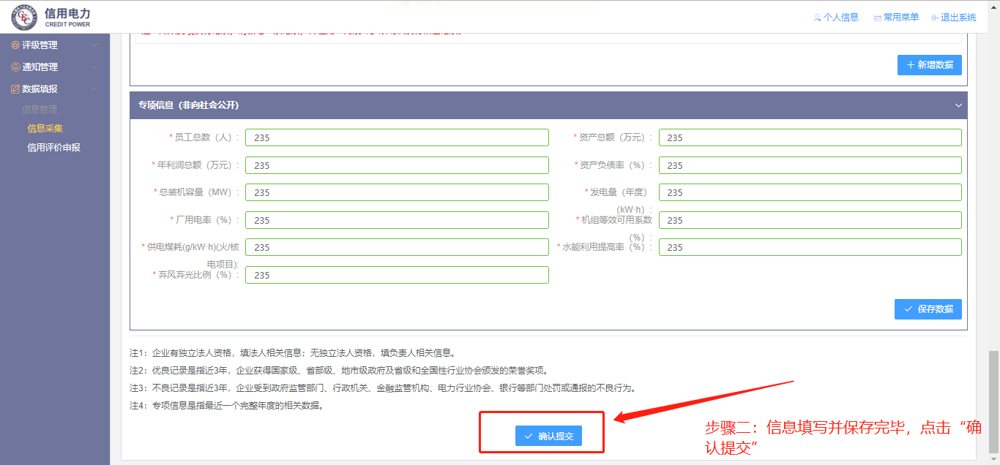 信用电力
CREDIT POWER
个人信息 常用菜单 退出系统
评级管理
通知管理
数据填报
信息管理
信息采集
信用评价申报
新增数据
专项信息（非向社会公开）
*员工总数（人）: 235
*资产总额（万元）: 235
*年利润总额（万元）: 235
*资产负债率（%）: 235
*总装机容量（MW）: 235
*发电量（年度）
(kW·h）: 235
*厂用电率（%）: 235
*机组等效可用系数
(%）: 235
*供电煤耗(g/kW·h)(火/核
电项目): 235
*水能利用提高率（%）: 235
*弃风弃光比例（%）: 235
保存数据
注1：企业有独立法人资格，填法人相关信息；无独立法人资格，填负责人相关信息。
注2：优良记录是指近3年，企业获得国家级、省部级、地市级政府及省级和全国性行业协会颁发的荣誉奖项。
注3：不良记录是指近3年，企业受到政府监管部门、行政机关、金融监管机构、电力行业协会、银行等部门处罚或通报的不良行为。
注4：专项信息是指最近一个完整年度的相关数据。
确认提交
步骤二：信息填写并保存完毕，点击“确
认提交”